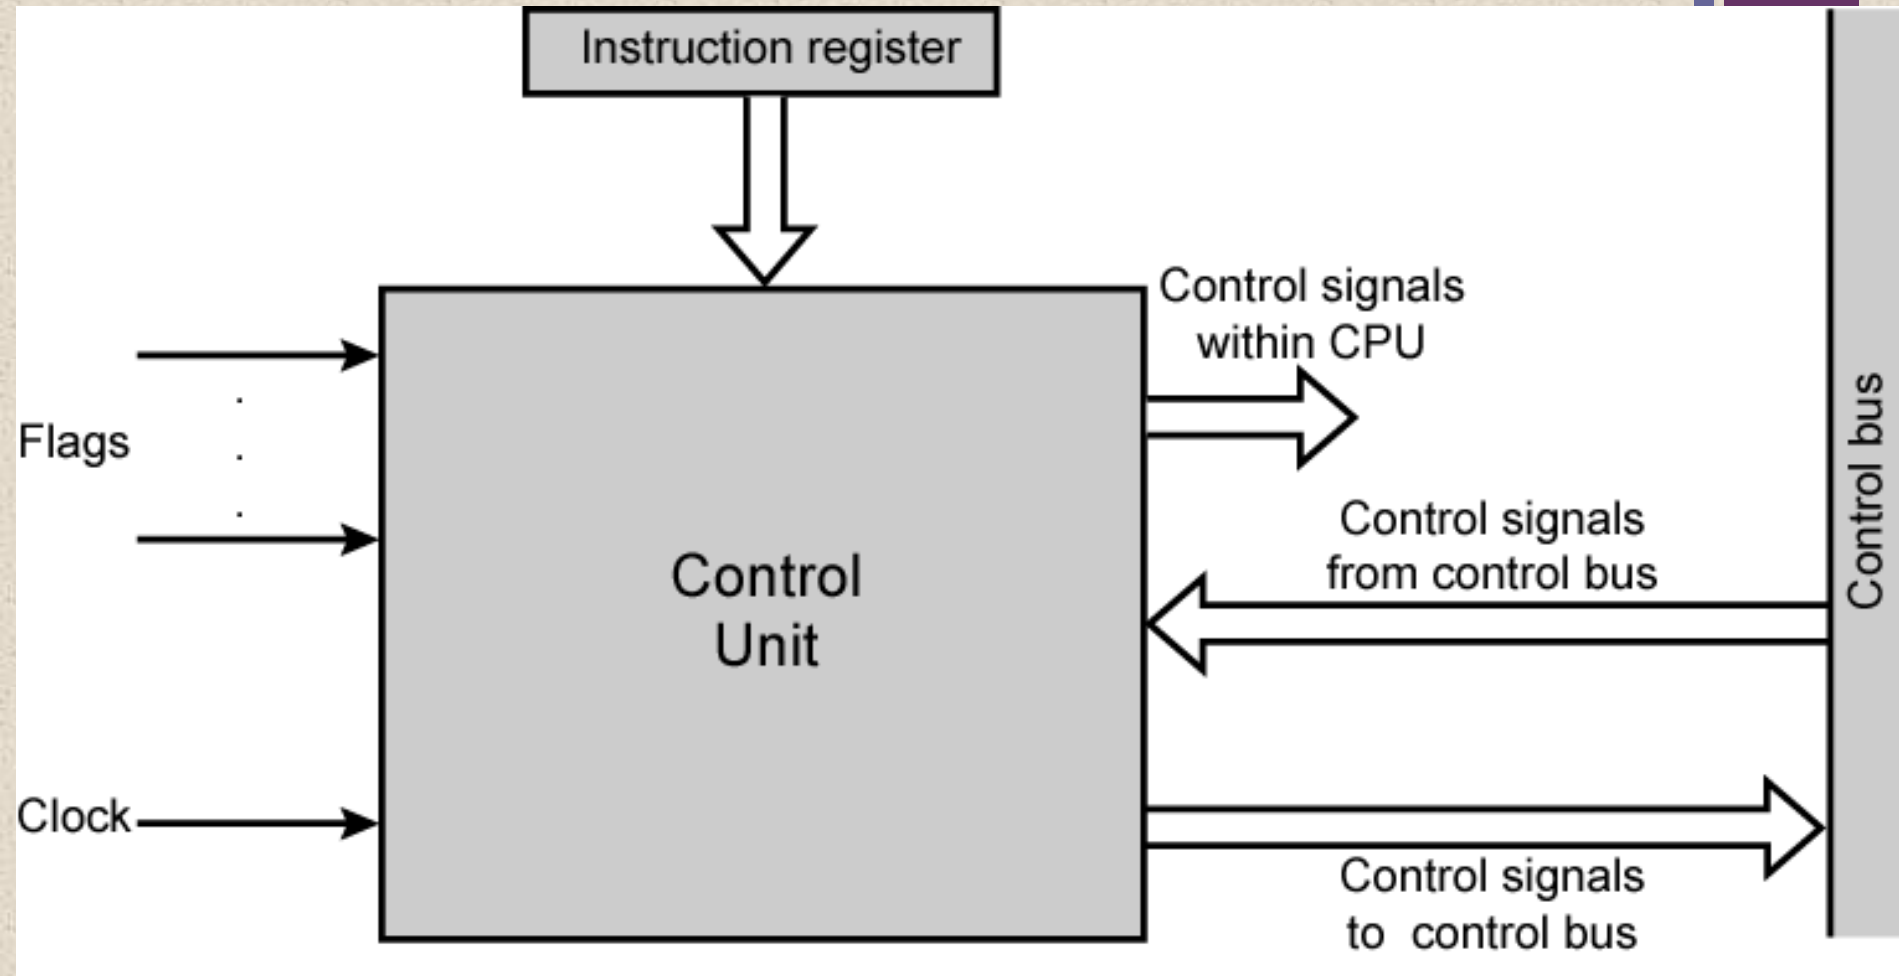 Instruction register
Control signals
within CPU
Flags
Control signals
from control bus
Control bus
Control
Unit
Clock
Control signals
to control bus